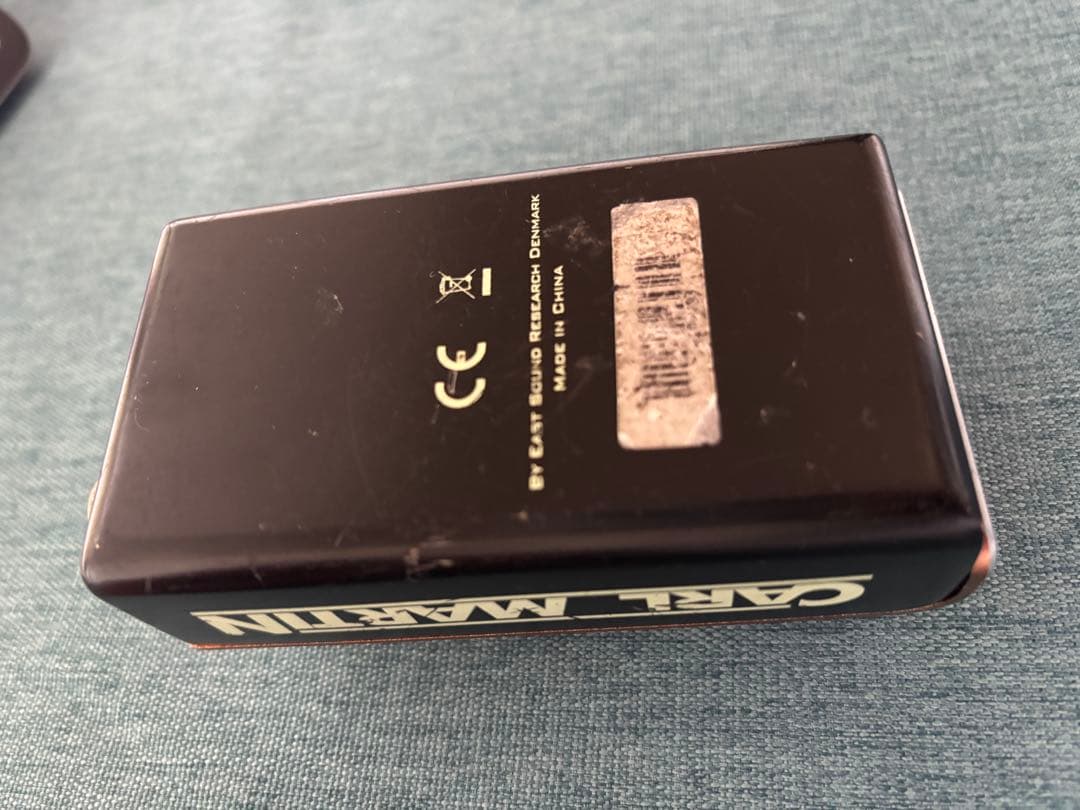 By East Sound Research Denmark
Made in China
CE
CARL MARTIN